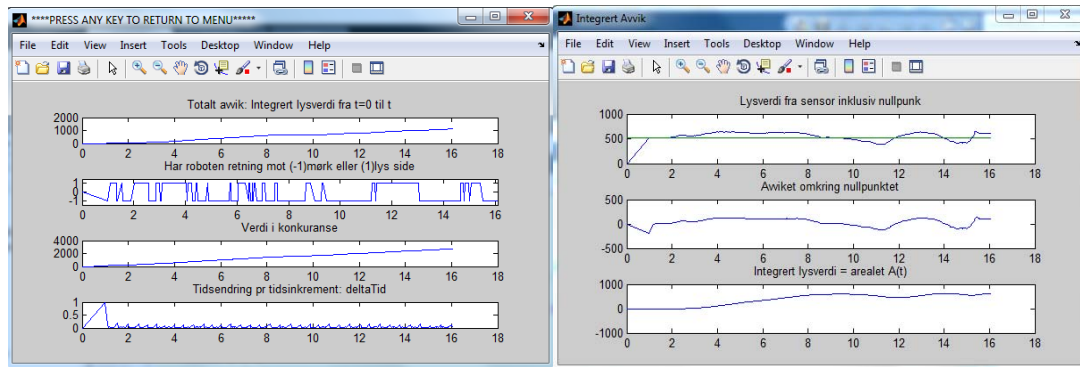 ****PRESS ANY KEY TO RETURN TO MENU*****
File Edit View Insert Tools Desktop Window Help
Totalt avvik: Integrert lysverdi fra t=0 til t
2000
1000
0
0 2 4 6 8 10 12 14 16 18
Har roboten retning mot (-1)mørk eller (1)lys side
1
0
-1
0 2 4 6 8 10 12 14 16
Verdi i konkuranse
4000
2000
0
0 2 4 6 8 10 12 14 16 18
Tidsendring pr tidsinkrement: deltaTid
1
0.5
0
0 2 4 6 8 10 12 14 16 18
Integrert Avvik
File Edit View Insert Tools Desktop Window Help
Lysverdi fra sensor inklusiv nullpunk
1000
500
0
0 2 4 6 8 10 12 14 16 18
Awiket omkring nullpunktet
500
0
-500
0 2 4 6 8 10 12 14 16 18
Integrert lysverdi = arealet A(t)
1000
0
-1000
0 2 4 6 8 10 12 14 16 18